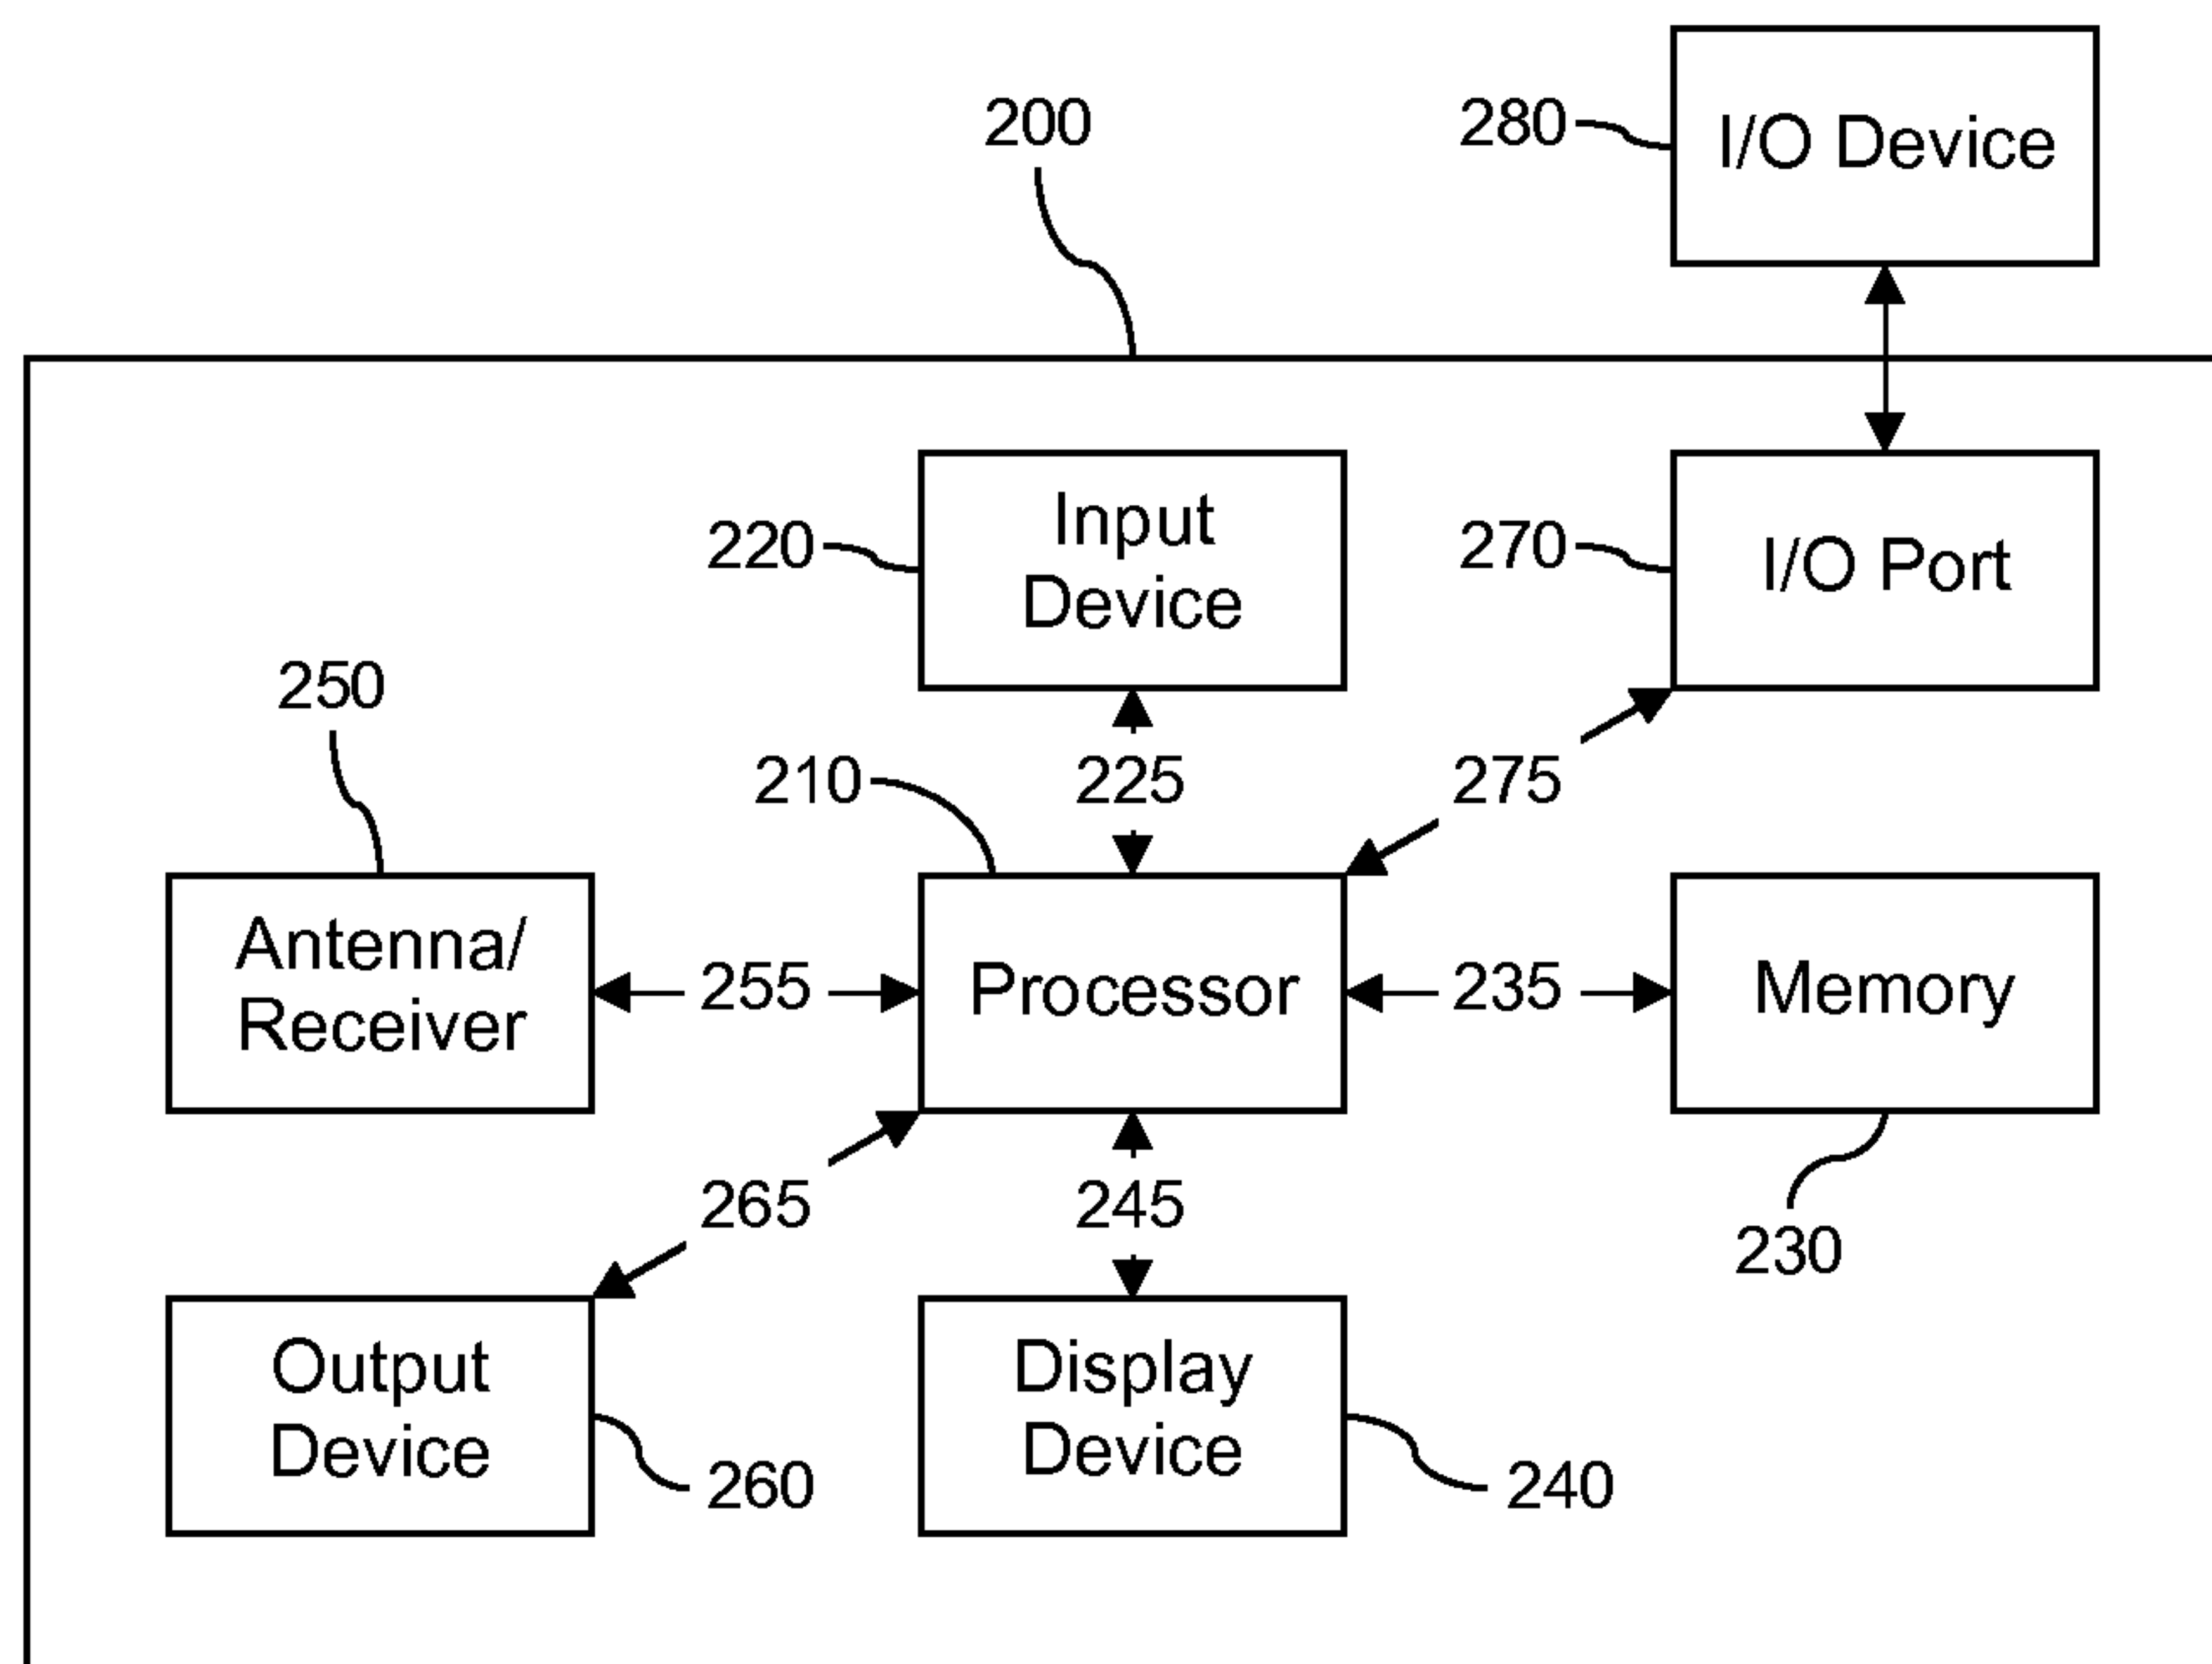 200
280
I/O Device
220
Input
Device
270
I/O Port
250
210
225
275
Antenna/
Receiver
255
Processor
235
Memory
265
245
230
Output
Device
260
Display
Device
240